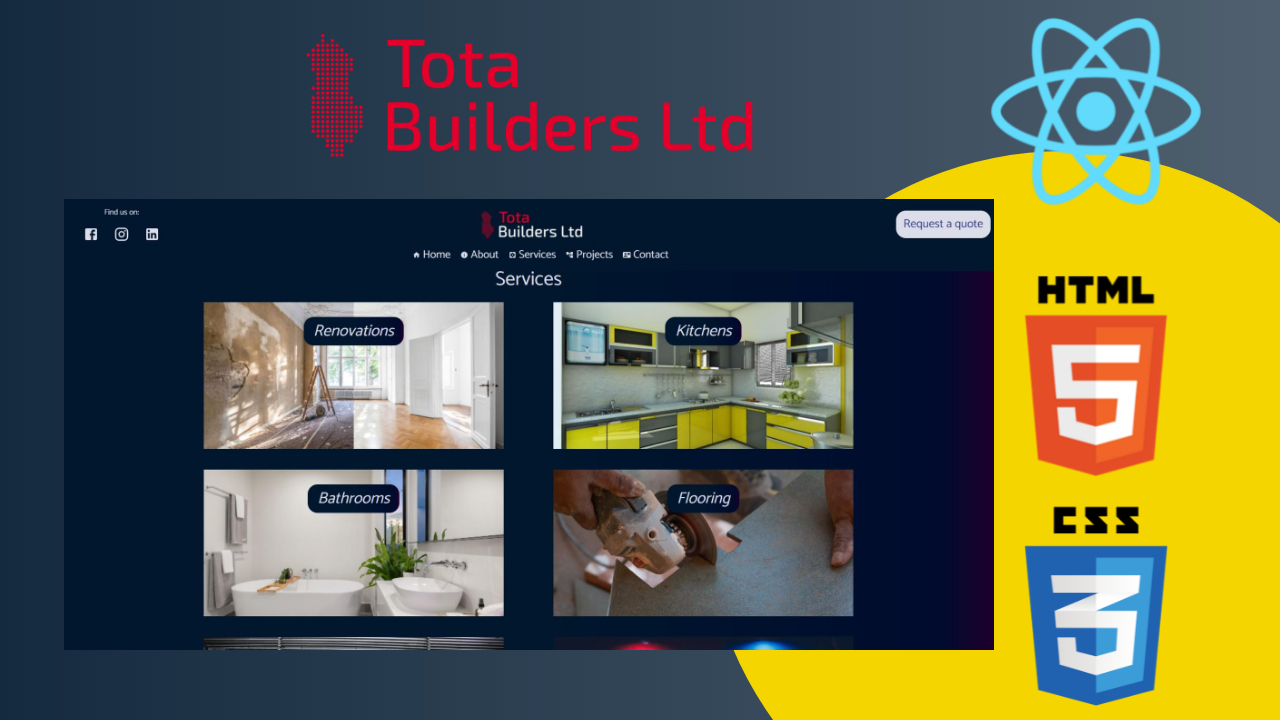 Tota
Builders Ltd
Find us on:
Tota
Builders Ltd
Request a quote
Home About Services Projects Contact
Services
Renovations
Kitchens
Bathrooms
Flooring
HTML
5
CSS
3